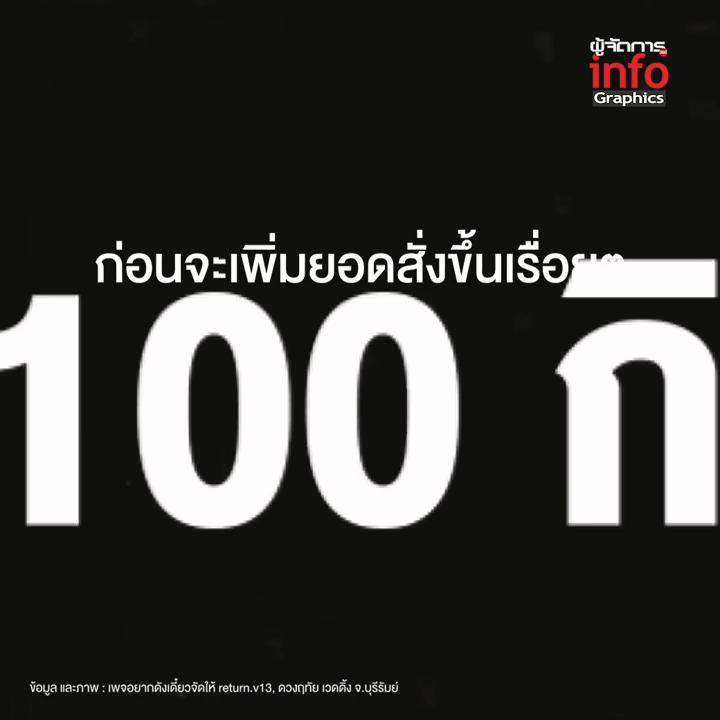 ผู้จัดการ
info
Graphics
ก่อนจะเพิ่มยอดสั่งขึ้นเรื่อยๆ
100 กิ
ข้อมูล และภาพ : เพจอยากดังเดี๋ยวจัดให้ return.v13, ดวงฤทัย เวดดิ้ง จ.บุรีรัมย์